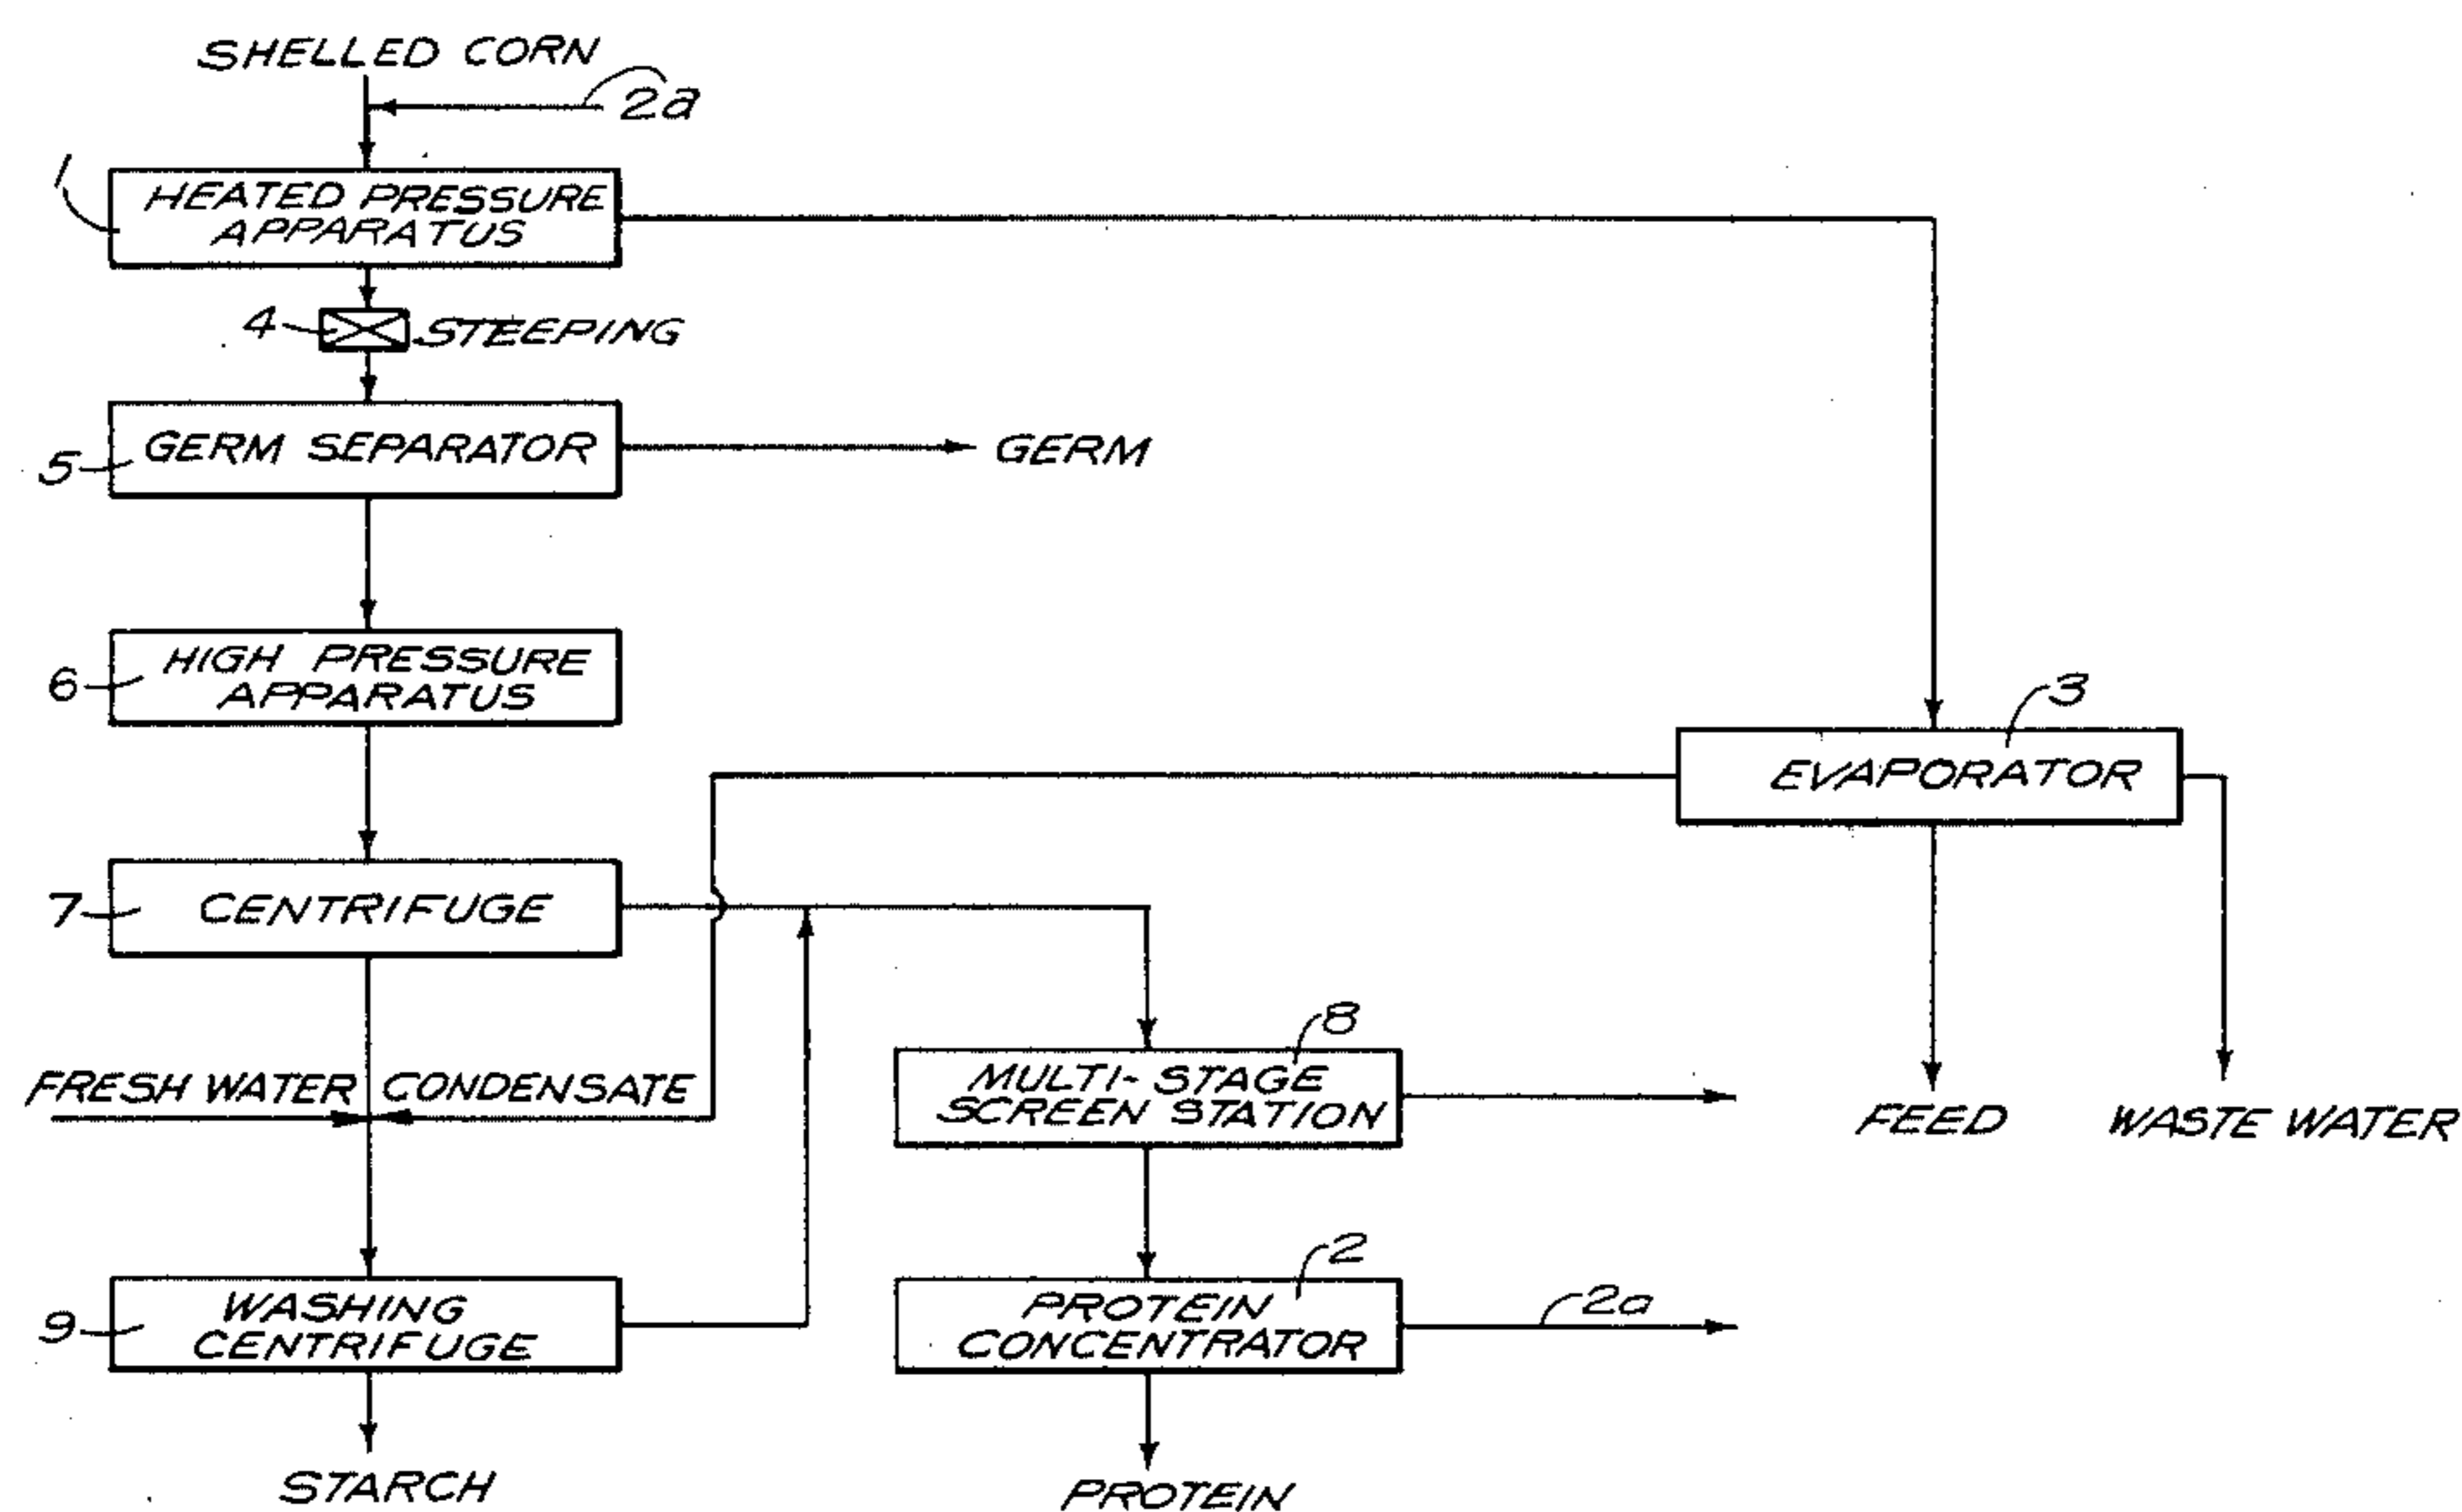 SHELLED CORN
2a
1
HEATED PRESSURE
APPARATUS
4
STEEPING
5
GERM SEPARATOR
GERM
6
HIGH PRESSURE
APPARATUS
3
EVAPORATOR
7
CENTRIFUGE
8
MULTI-STAGE
SCREEN STATION
FRESH WATER
CONDENSATE
FEED
WASTE WATER
9
WASHING
CENTRIFUGE
2
PROTEIN
CONCENTRATOR
2a
STARCH
PROTEIN